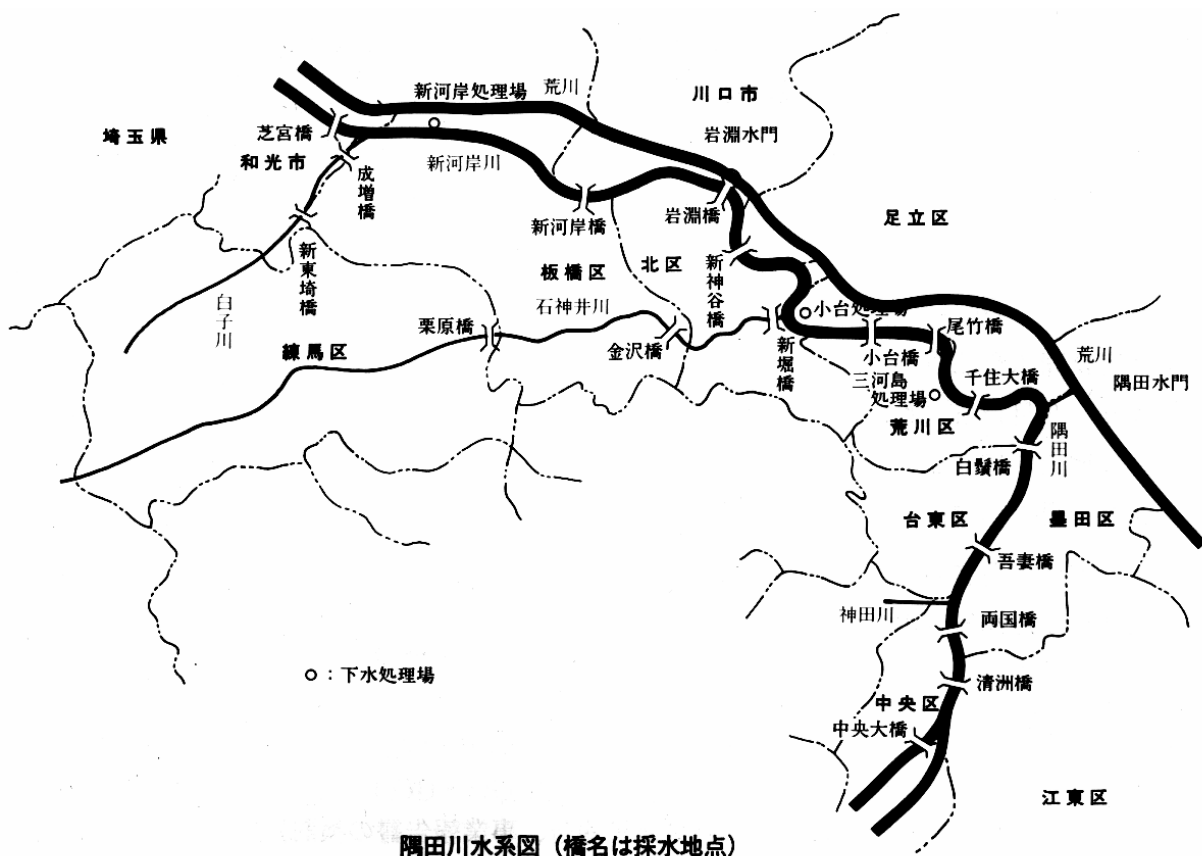 新河岸処理場
荒川
川口市
埼玉県
芝宮橋
岩淵水門
和光市
成増橋
新河岸川
足立区
新河岸橋
岩淵橋
新東埼橋
板橋区
北区
新神谷橋
白子川
石神井川
小台処理場
栗原橋
尾竹橋
練馬区
金沢橋
新堀橋
小台橋
荒川
三河島
処理場
千住大橋
隅田水門
荒川区
隅田川
白鬚橋
台東区
墨田区
吾妻橋
神田川
両国橋
○：下水処理場
清洲橋
中央区
中央大橋
江東区
隅田川水系図（橋名は採水地点）